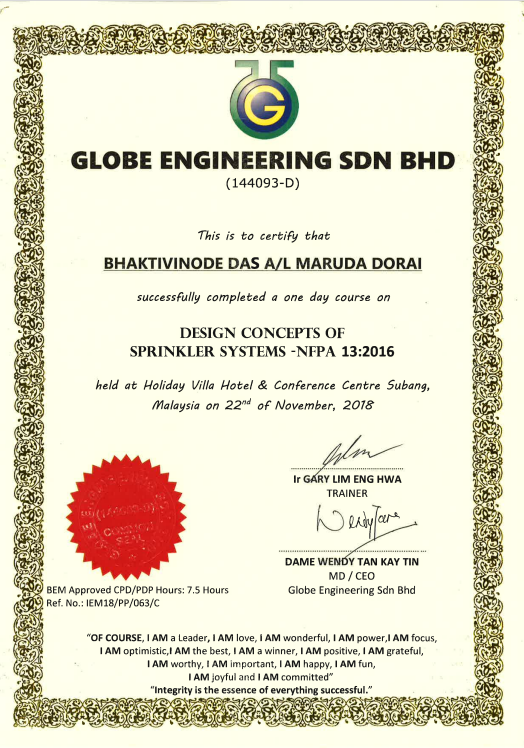 G
GLOBE ENGINEERING SDN BHD
(144093-D)
This is to certify that
BHAKTIVINODE DAS A/L MARUDA DORAI
successfully completed a one day course on
DESIGN CONCEPTS OF
SPRINKLER SYSTEMS -NFPA 13:2016
held at Holiday Villa Hotel & Conference Centre Subang,
Malaysia on 22nd of November, 2018
Ir GARY LIM ENG HWA
TRAINER
Wendy Tan
DAME WENDY TAN KAY TIN
MD / CEO
Globe Engineering Sdn Bhd
(144093-D)
COMMON
SEAL
BEM Approved CPD/PDP Hours: 7.5 Hours
Ref. No.: IEM18/PP/063/C
"OF COURSE, I AM a Leader, I AM love, I AM wonderful, I AM power,I AM focus,
I AM optimistic,I AM the best, I AM a winner, I AM positive, I AM grateful,
I AM worthy, I AM important, I AM happy, I AM fun,
I AM joyful and I AM committed"
"Integrity is the essence of everything successful."